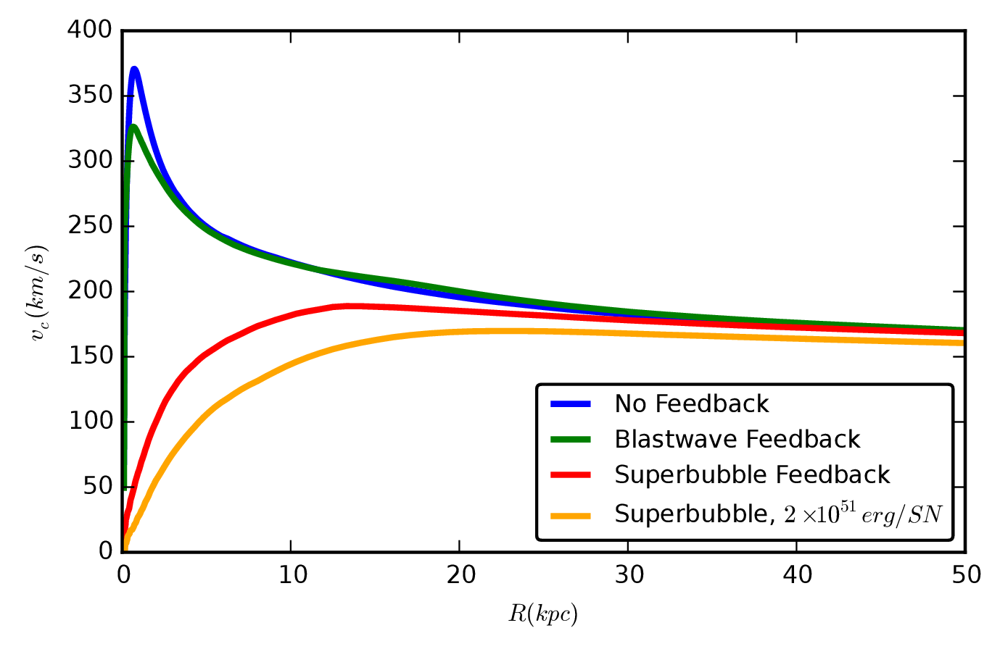 400
350
300
250
200
150
100
50
0
v_c (km/s)
No Feedback
Blastwave Feedback
Superbubble Feedback
Superbubble, 2×10^51 erg/SN
0 10 20 30 40 50
R(kpc)